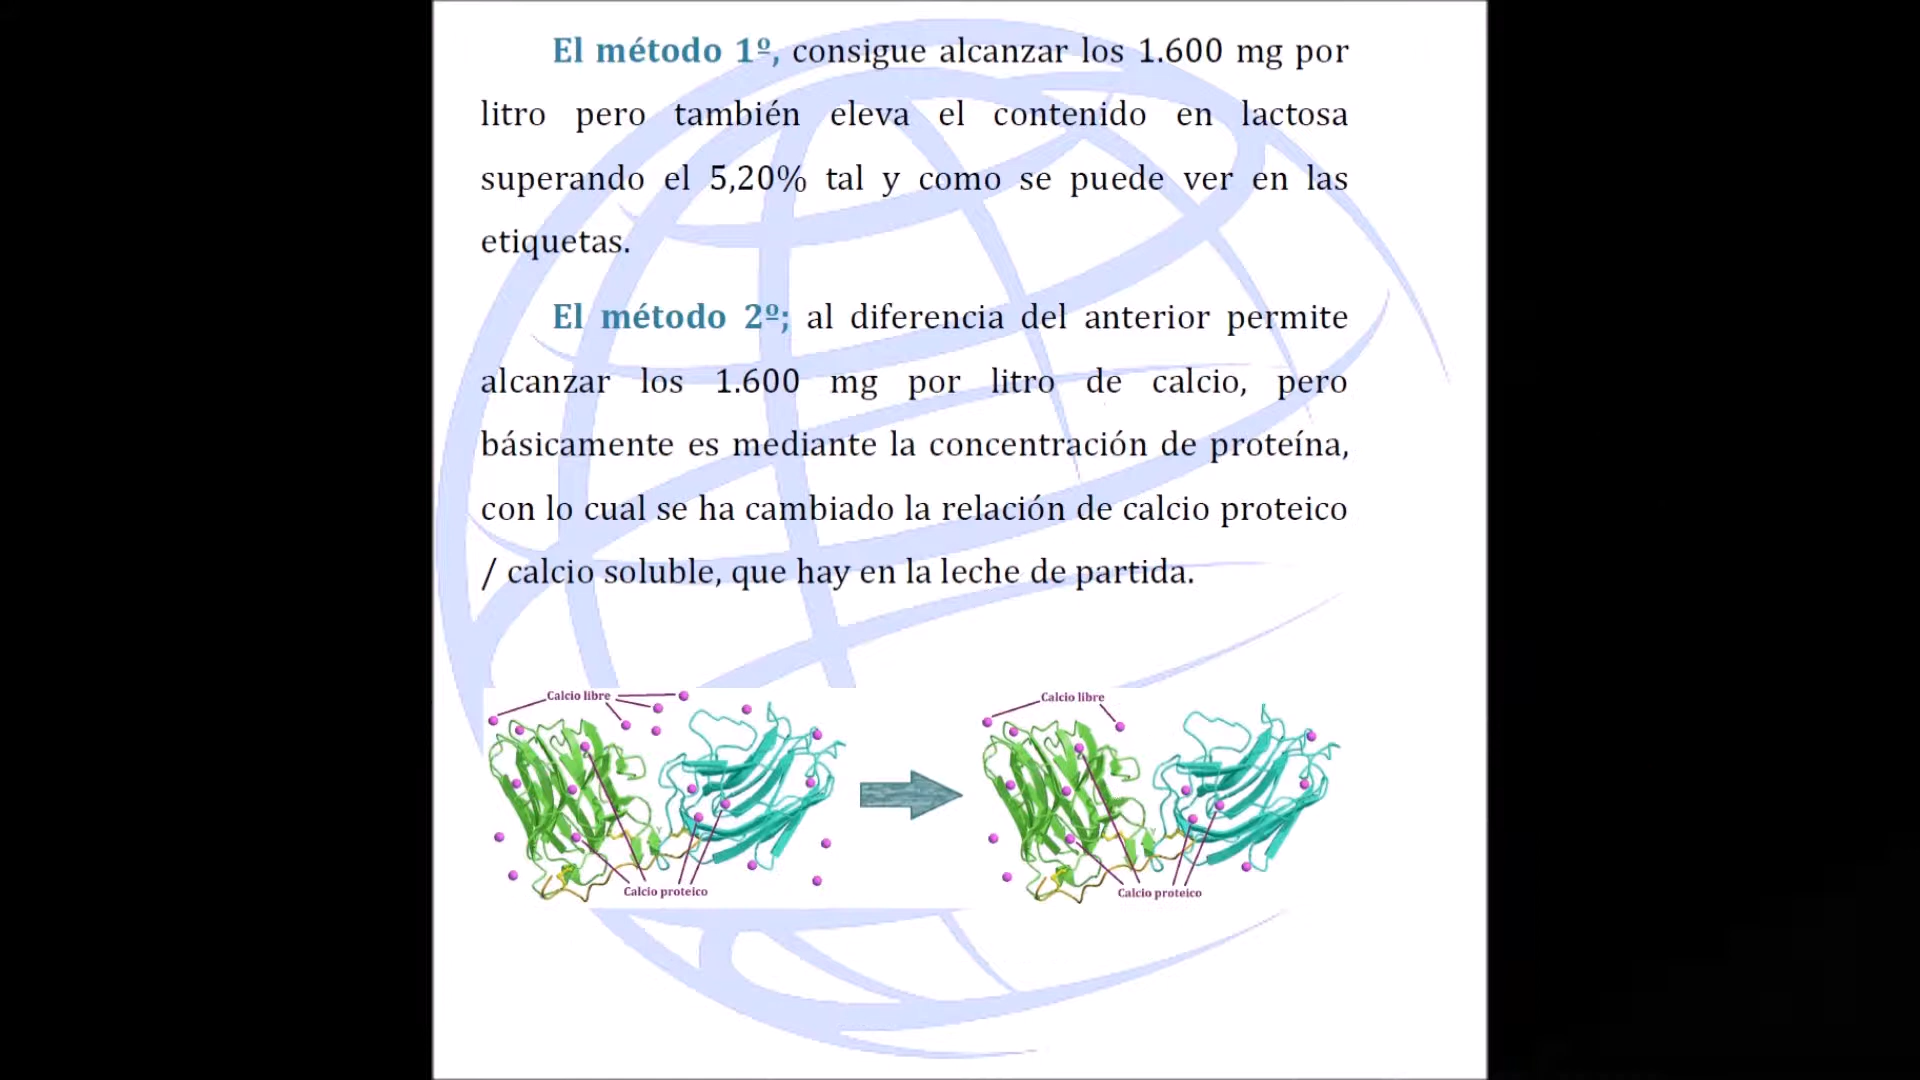 El método 1º, consigue alcanzar los 1.600 mg por
litro pero también eleva el contenido en lactosa
superando el 5,20% tal y como se puede ver en las
etiquetas.
El método 2º; al diferencia del anterior permite
alcanzar los 1.600 mg por litro de calcio, pero
básicamente es mediante la concentración de proteína,
con lo cual se ha cambiado la relación de calcio proteico
/ calcio soluble, que hay en la leche de partida.
Calcio libre
Calcio proteico
Calcio libre
Calcio proteico